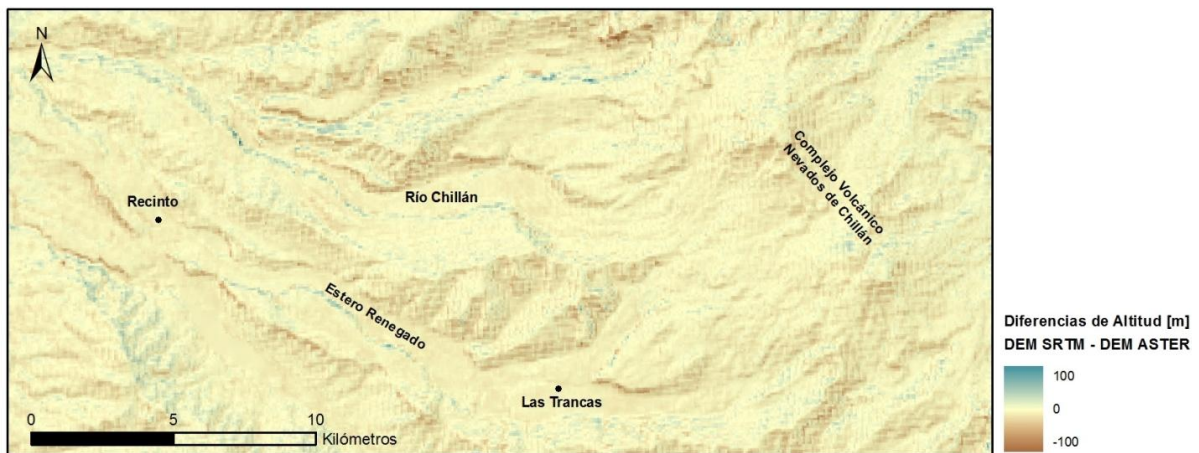 N
Complejo Volcánico
Nevados de Chillán
Recinto
Río Chillán
Estero Renegado
Las Trancas
0 5 10
Kilómetros
Diferencias de Altitud [m]
DEM SRTM - DEM ASTER
100
0
-100